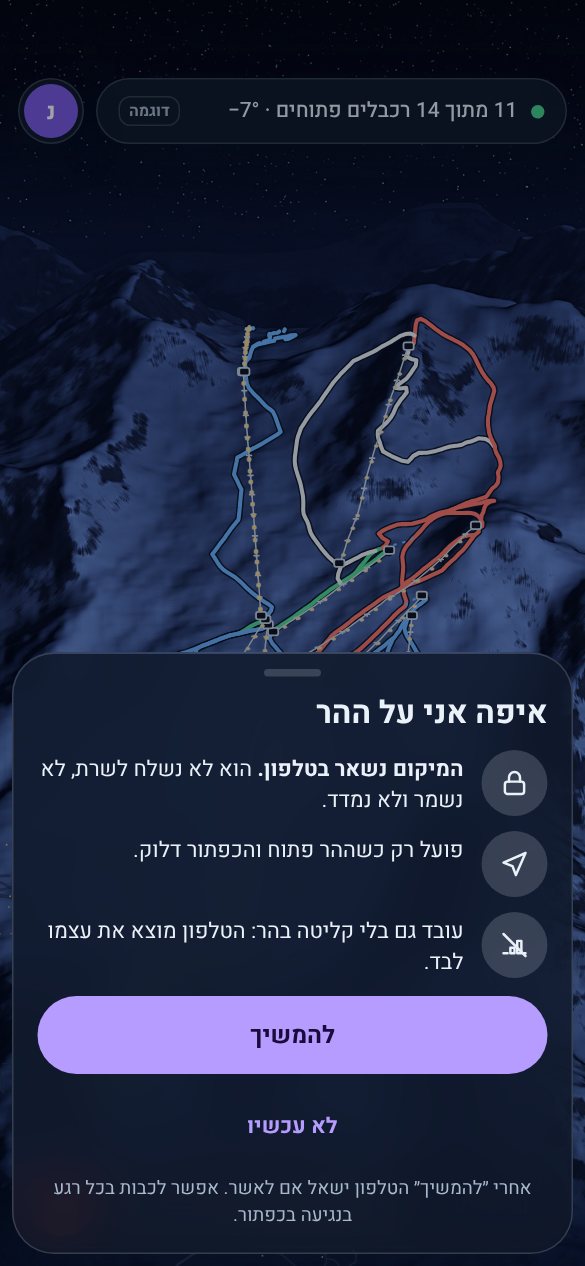 נ
11 מתוך 14 רכבלים פתוחים · 7°−
דוגמה
איפה אני על ההר
המיקום נשאר בטלפון. הוא לא נשלח לשרת, לא
נשמר ולא נמדד.
פועל רק כשההר פתוח והכפתור דלוק.
עובד גם בלי קליטה בהר: הטלפון מוצא את עצמו
לבד.
להמשיך
לא עכשיו
אחרי "להמשיך" הטלפון ישאל אם לאשר. אפשר לכבות בכל רגע
בנגיעה בכפתור.